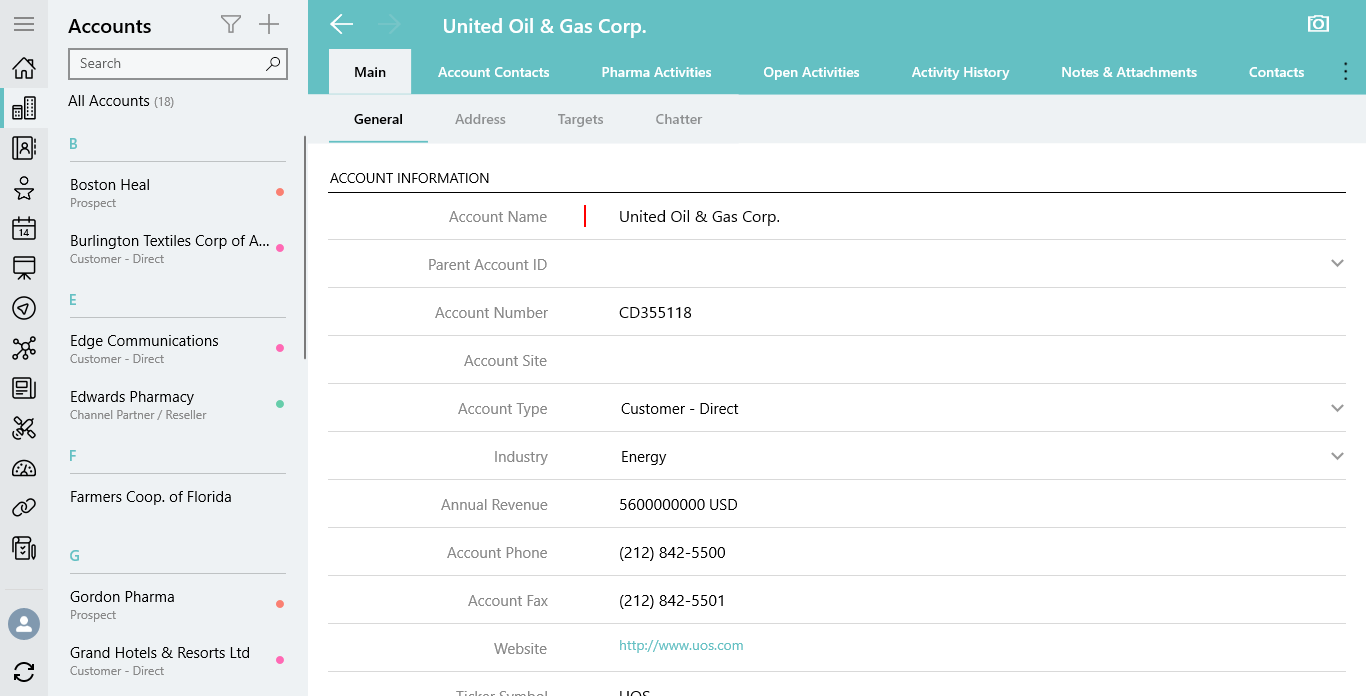 Accounts
Search
All Accounts (18)
B
Boston Heal
Prospect
Burlington Textiles Corp of A...
Customer - Direct
E
Edge Communications
Customer - Direct
Edwards Pharmacy
Channel Partner / Reseller
F
Farmers Coop. of Florida
G
Gordon Pharma
Prospect
Grand Hotels & Resorts Ltd
Customer - Direct
14
United Oil & Gas Corp.
Main Account Contacts Pharma Activities Open Activities Activity History Notes & Attachments Contacts
General Address Targets Chatter
ACCOUNT INFORMATION
Account Name United Oil & Gas Corp.
Parent Account ID
Account Number CD355118
Account Site
Account Type Customer - Direct
Industry Energy
Annual Revenue 5600000000 USD
Account Phone (212) 842-5500
Account Fax (212) 842-5501
Website http://www.uos.com
Ticker Symbol UOS